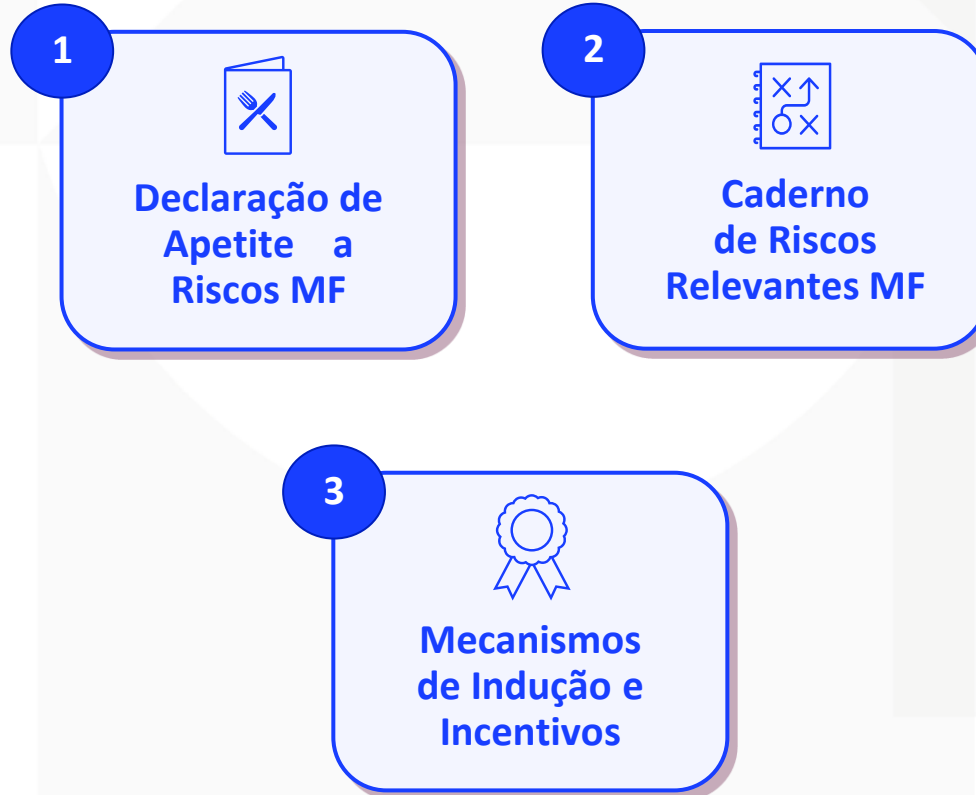 1
Declaração de
Apetite a
Riscos MF
2
Caderno
de Riscos
Relevantes MF
3
Mecanismos
de Indução e
Incentivos